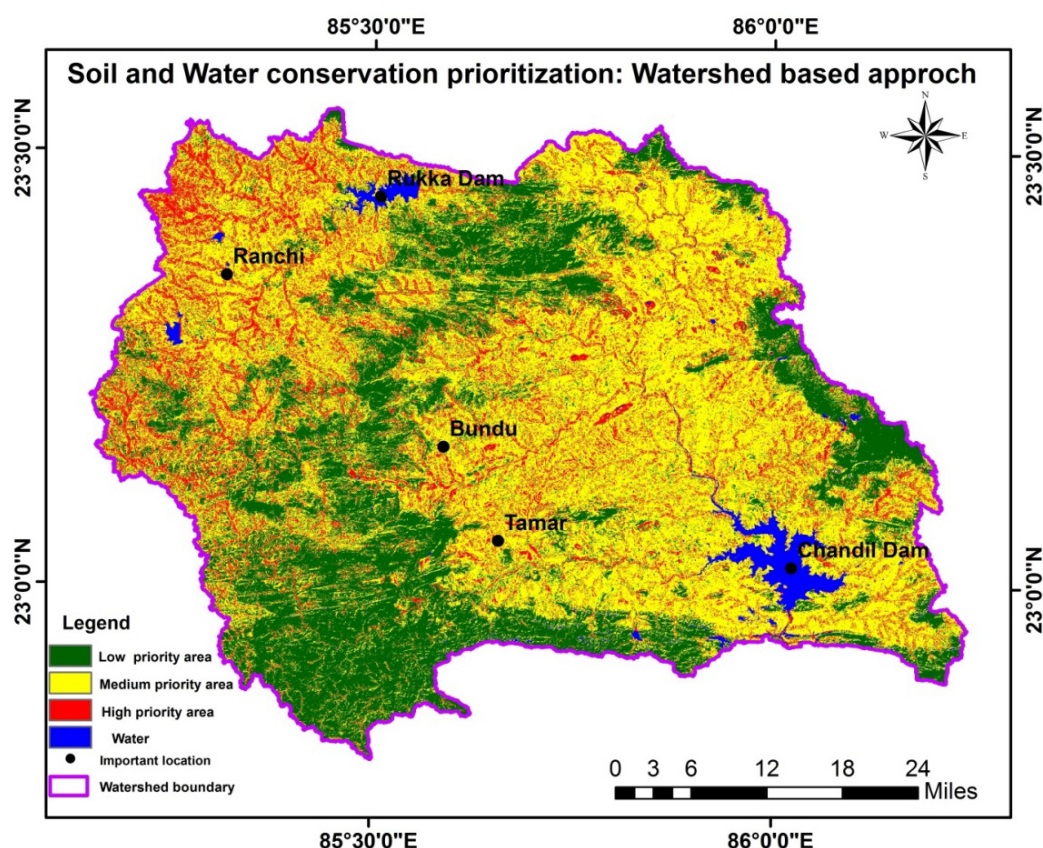 85°30'0"E
86°0'0"E
Soil and Water conservation prioritization: Watershed based approch
N
W
E
S
23°30'0"N
23°30'0"N
Rukka Dam
Ranchi
Bundu
Tamar
Chandil Dam
23°0'0"N
23°0'0"N
Legend
Low priority area
Medium priority area
High priority area
Water
Important location
Watershed boundary
0 3 6 12 18 24
Miles
85°30'0"E
86°0'0"E